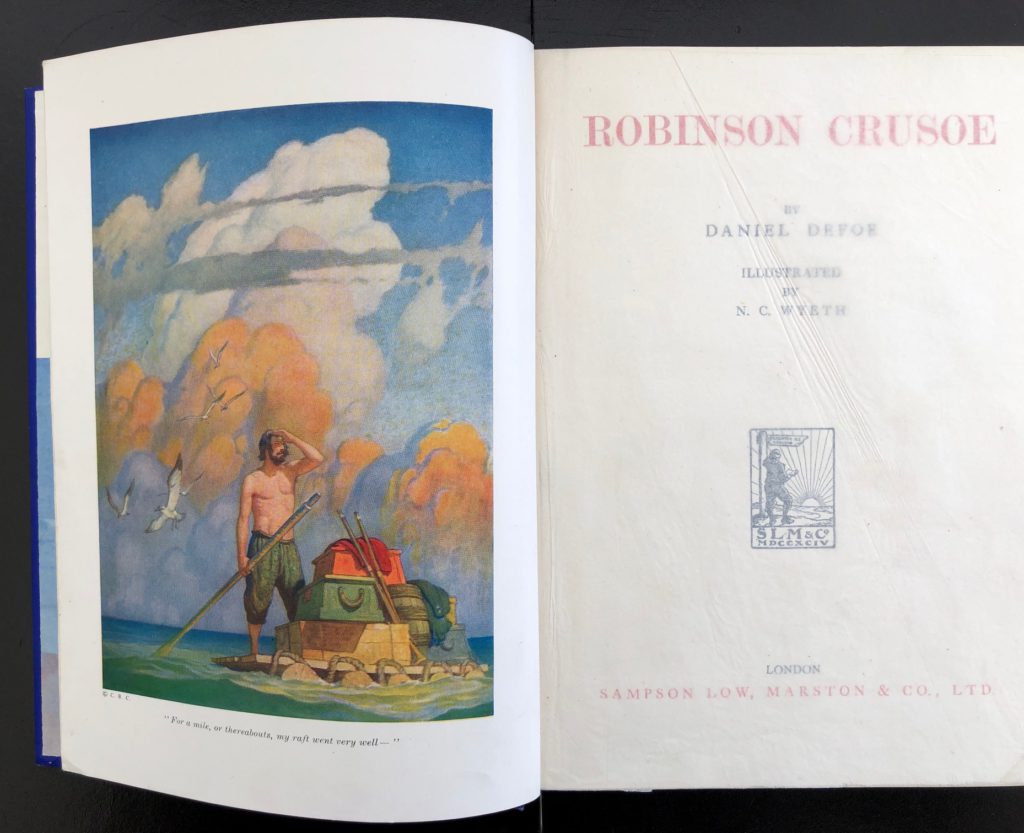 © C. B. C.
"For a mile, or thereabouts, my raft went very well—"
ROBINSON CRUSOE
BY
DANIEL DEFOE
ILLUSTRATED
BY
N. C. WYETH
S L M & Co
MDCCXCIV
LONDON
SAMPSON LOW, MARSTON & CO., LTD.